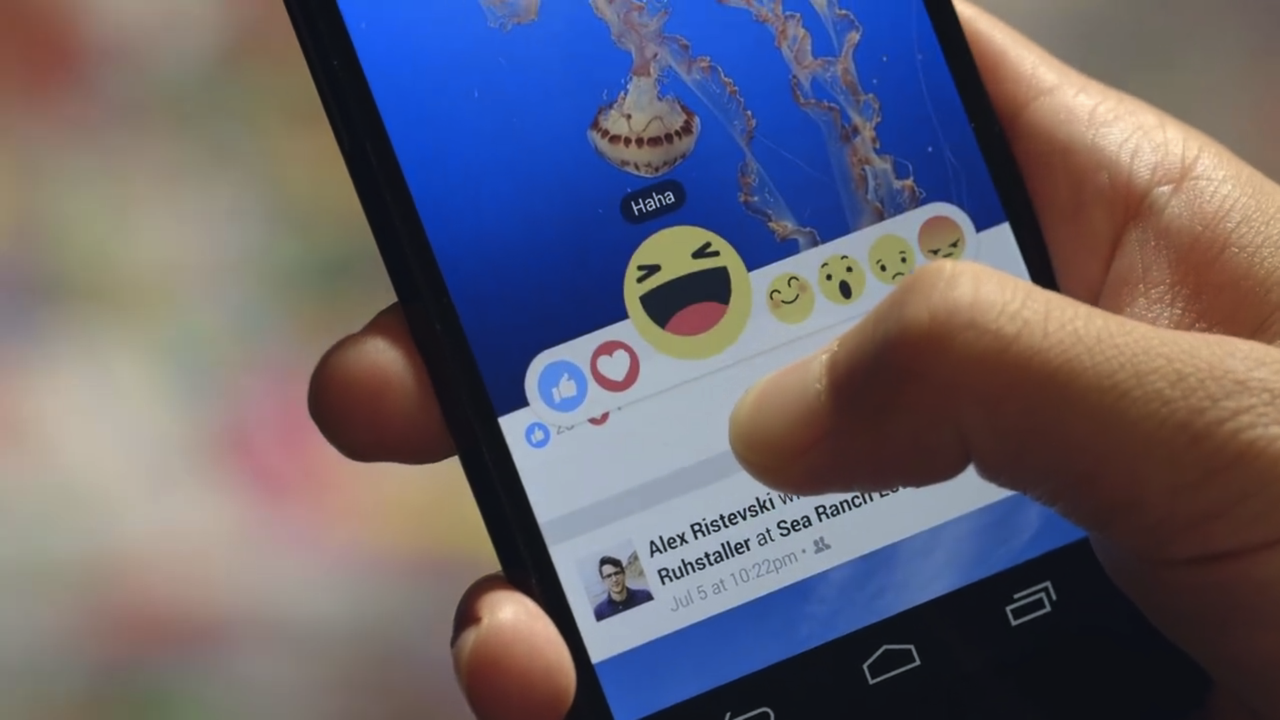 Haha
Alex Ristevski
Ruhstaller at Sea Ranch
Jul 5 at 10:22pm ·